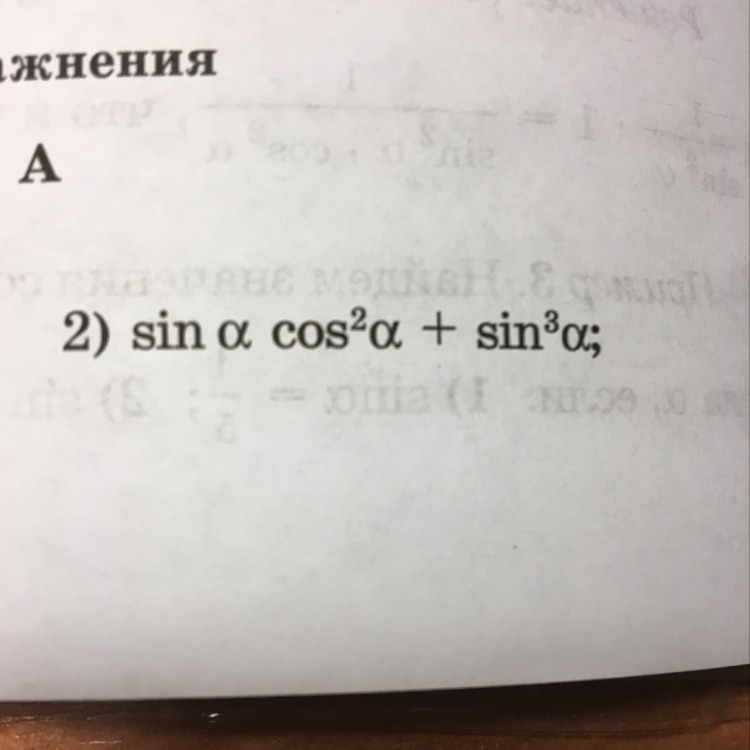 ажнения
А
2) sin α cos²α + sin³α;